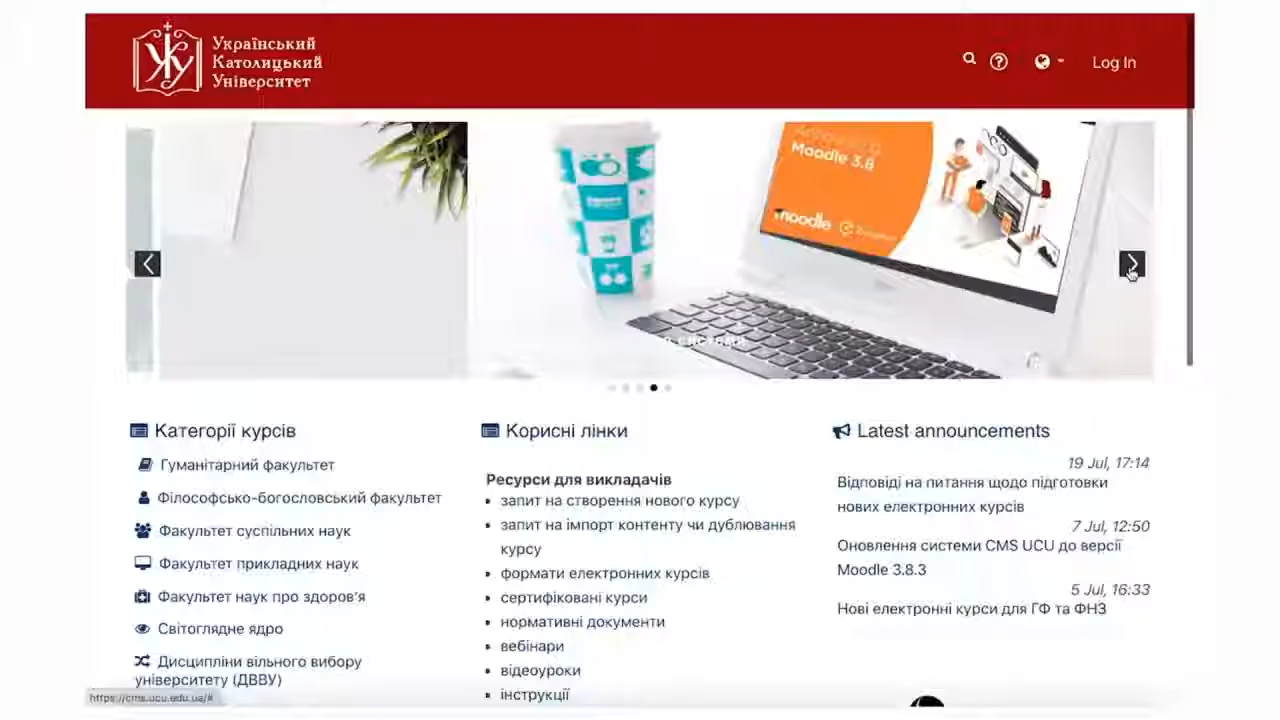 Український
Католицький
Університет
Log In
Moodle 3.8
moodle
системи
Категорії курсів
Гуманітарний факультет
Філософсько-богословський факультет
Факультет суспільних наук
Факультет прикладних наук
Факультет наук про здоров'я
Світоглядне ядро
Дисципліни вільного вибору
університету (ДВВУ)
Корисні лінки
Ресурси для викладачів
запит на створення нового курсу
запит на імпорт контенту чи дублювання
курсу
формати електронних курсів
сертифіковані курси
нормативні документи
вебінари
відеоуроки
інструкції
Latest announcements
19 Jul, 17:14
Відповіді на питання щодо підготовки
нових електронних курсів
7 Jul, 12:50
Оновлення системи CMS UCU до версії
Moodle 3.8.3
5 Jul, 16:33
Нові електронні курси для ГФ та ФНЗ
https://cms.ucu.edu.ua/#